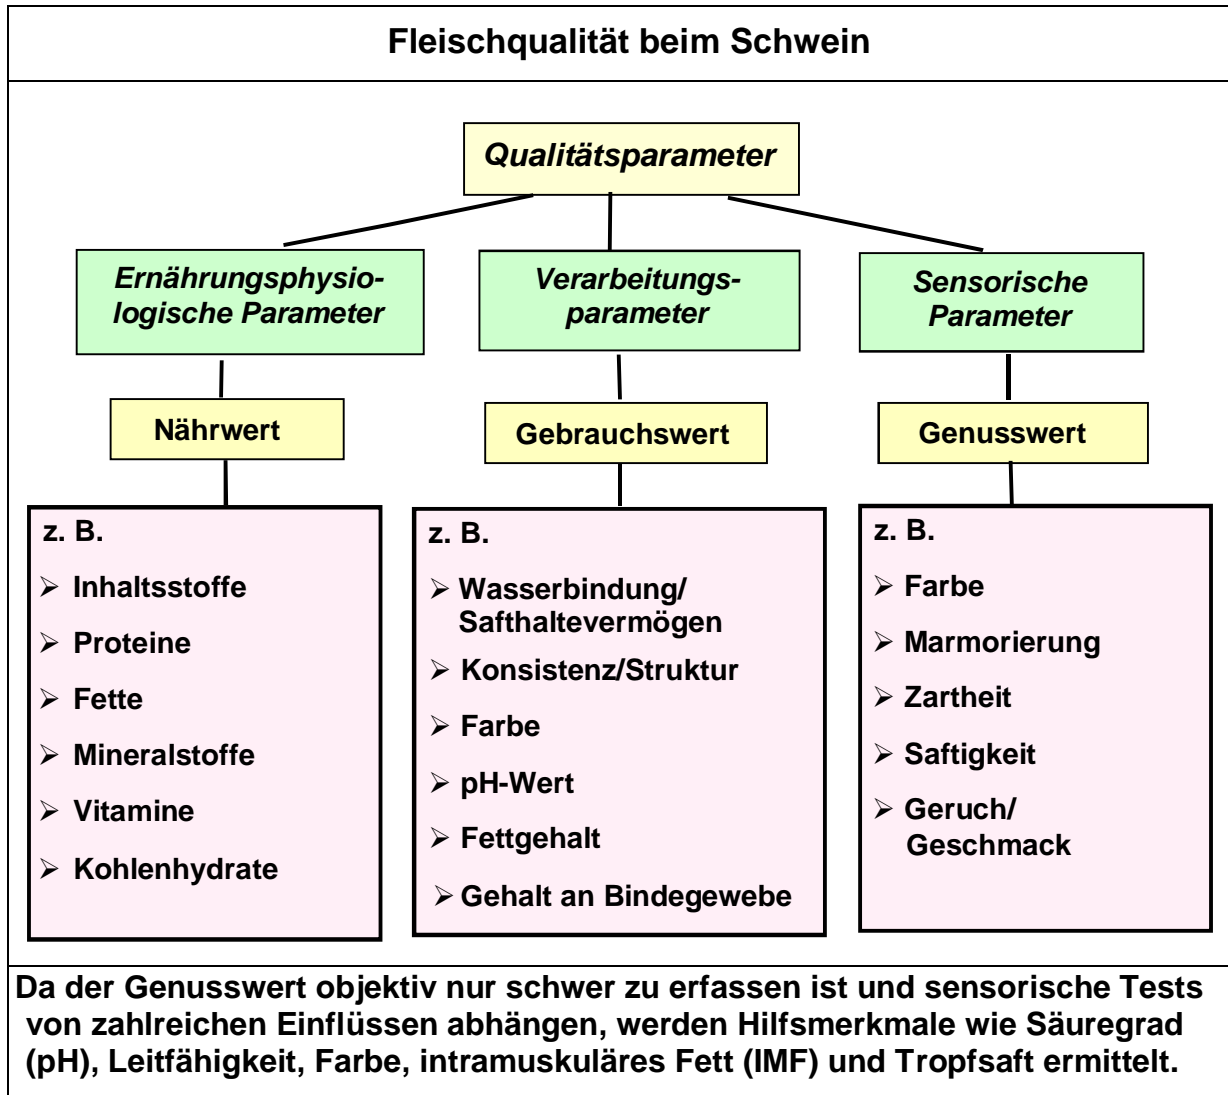 Fleischqualität beim Schwein
Qualitätsparameter
Ernährungsphysio-
logische Parameter
Verarbeitungs-
parameter
Sensorische
Parameter
Nährwert
Gebrauchswert
Genusswert
z. B.
➢ Inhaltsstoffe
➢ Proteine
➢ Fette
➢ Mineralstoffe
➢ Vitamine
➢ Kohlenhydrate
z. B.
➢ Wasserbindung/
Safthaltevermögen
➢ Konsistenz/Struktur
➢ Farbe
➢ pH-Wert
➢ Fettgehalt
➢ Gehalt an Bindegewebe
z. B.
➢ Farbe
➢ Marmorierung
➢ Zartheit
➢ Saftigkeit
➢ Geruch/
Geschmack
Da der Genusswert objektiv nur schwer zu erfassen ist und sensorische Tests
von zahlreichen Einflüssen abhängen, werden Hilfsmerkmale wie Säuregrad
(pH), Leitfähigkeit, Farbe, intramuskuläres Fett (IMF) und Tropfsaft ermittelt.